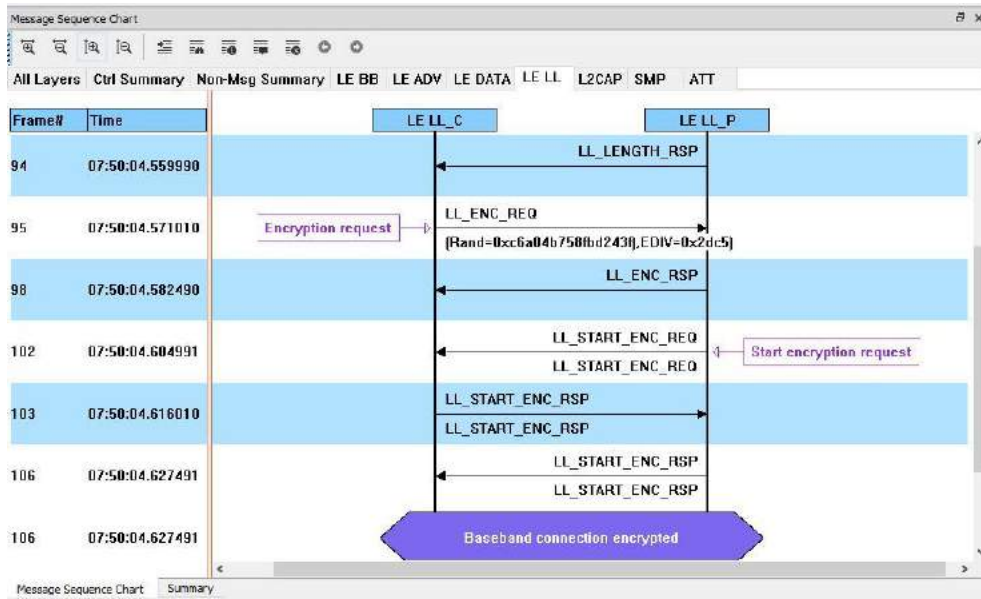 Message Sequence Chart
All Layers Ctrl Summary Non-Msg Summary LE BB LE ADV LE DATA LE LL L2CAP SMP ATT
Frame# Time LE LL_C LE LL_P
LL_LENGTH_RSP
94 07:50:04.559990
LL_ENC_REQ
95 07:50:04.571010 Encryption request
(Rand=0xc6a04b758fbd243f),EDIV=0x2dc5)
LL_ENC_RSP
98 07:50:04.582490
LL_START_ENC_REQ
102 07:50:04.604991 Start encryption request
LL_START_ENC_REQ
LL_START_ENC_RSP
103 07:50:04.616010
LL_START_ENC_RSP
LL_START_ENC_RSP
106 07:50:04.627491
LL_START_ENC_RSP
106 07:50:04.627491 Baseband connection encrypted
Message Sequence Chart Summary